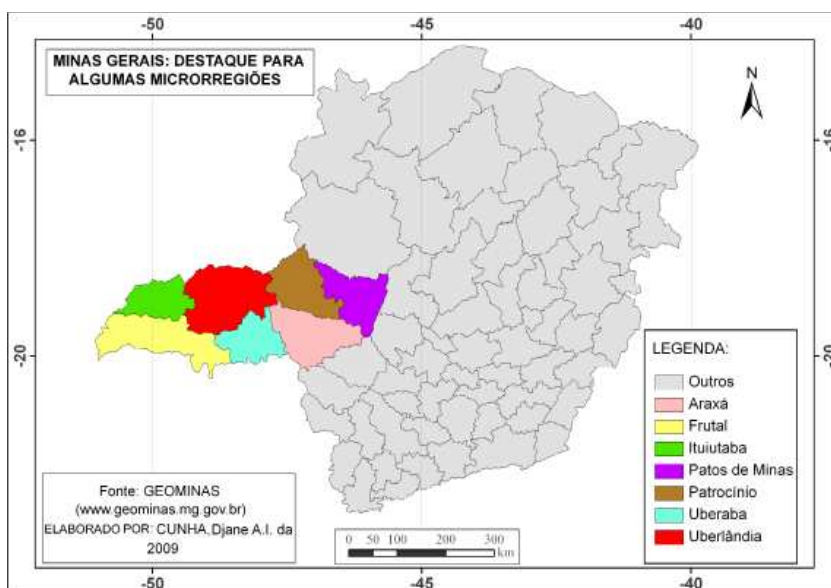 -50
-45
-40
MINAS GERAIS: DESTAQUE PARA
ALGUMAS MICRORREGIÕES
N
-16
-16
-20
-20
LEGENDA:
Outros
Araxá
Frutal
Ituiutaba
Patos de Minas
Patrocínio
Uberaba
Uberlândia
Fonte: GEOMINAS
(www.geominas.mg.gov.br)
ELABORADO POR: CUNHA, Djane A.I. da
2009
0 50 100 200 300
km
-50
-45
-40